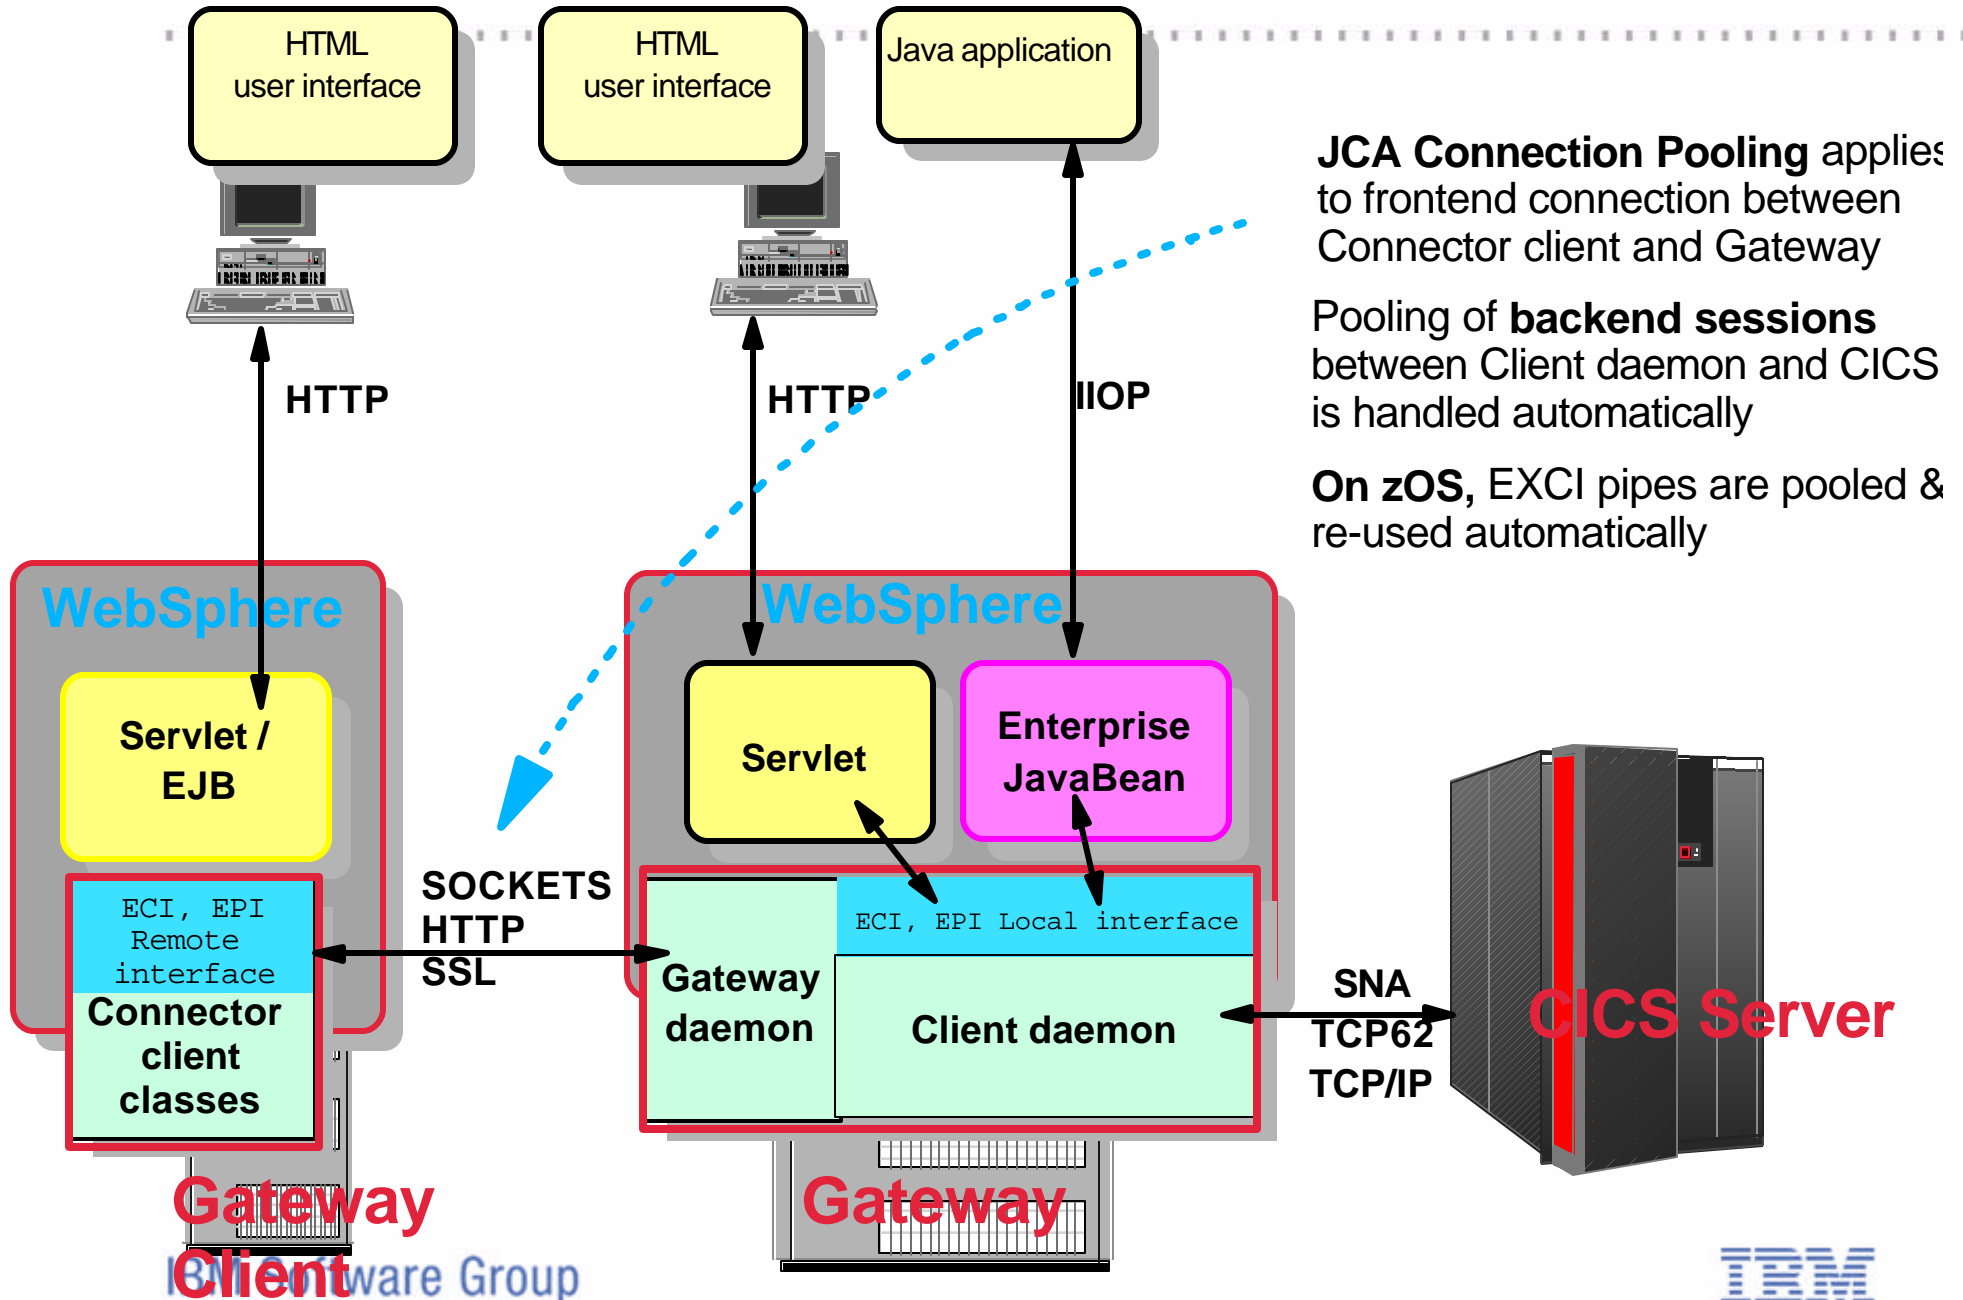 HTML
user interface
HTML
user interface
Java application
JCA Connection Pooling applies
to frontend connection between
Connector client and Gateway
Pooling of backend sessions
between Client daemon and CICS
is handled automatically
On zOS, EXCI pipes are pooled &
re-used automatically
HTTP
HTTP
IIOP
WebSphere
WebSphere
Servlet /
EJB
Servlet
Enterprise
JavaBean
ECI, EPI
Remote
interface
Connector
client
classes
SOCKETS
HTTP
SSL
ECI, EPI Local interface
Gateway
daemon
Client daemon
SNA
TCP62
TCP/IP
CICS Server
Gateway
Client
Gateway
IBM Software Group
IBM